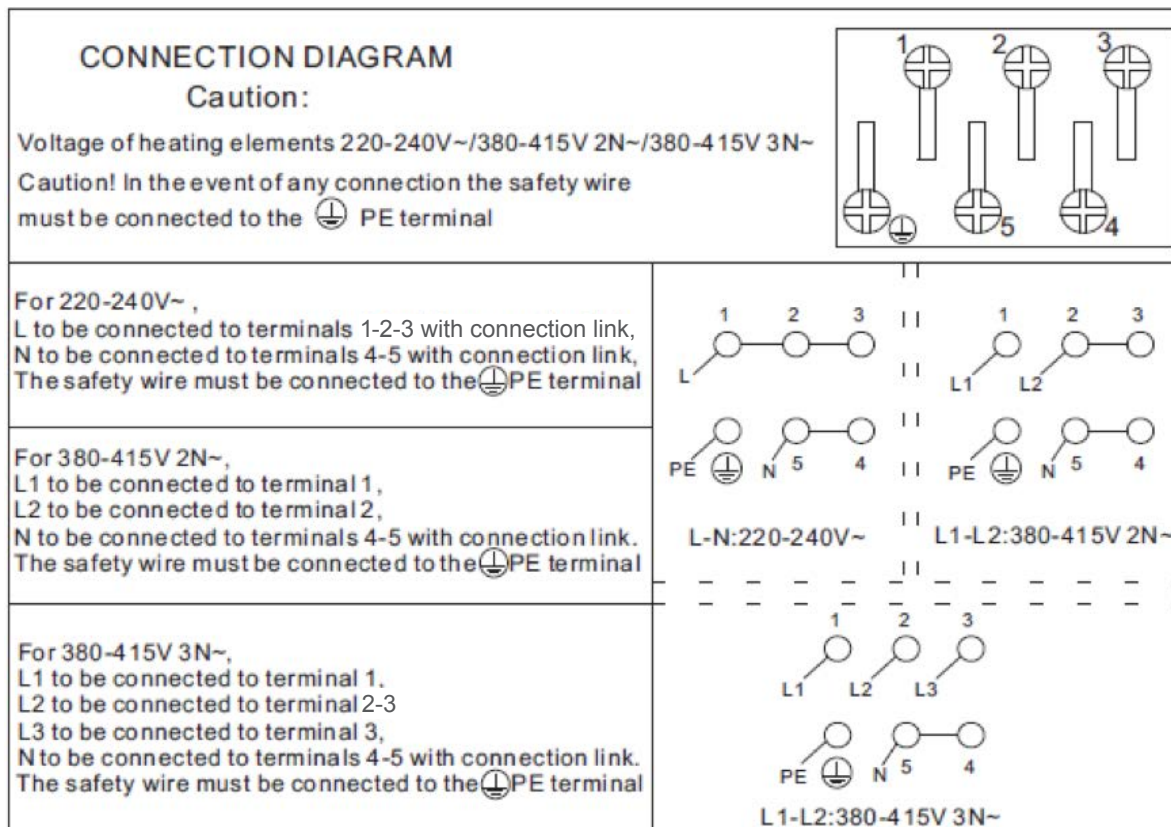 CONNECTION DIAGRAM
Caution:
Voltage of heating elements 220-240V~/380-415V 2N~/380-415V 3N~
Caution! In the event of any connection the safety wire
must be connected to the PE terminal
1 2 3
5 4
For 220-240V~ ,
L to be connected to terminals 1-2-3 with connection link,
N to be connected to terminals 4-5 with connection link,
The safety wire must be connected to the PE terminal
For 380-415V 2N~,
L1 to be connected to terminal 1,
L2 to be connected to terminal 2,
N to be connected to terminals 4-5 with connection link.
The safety wire must be connected to the PE terminal
For 380-415V 3N~,
L1 to be connected to terminal 1,
L2 to be connected to terminal 2-3
L3 to be connected to terminal 3,
N to be connected to terminals 4-5 with connection link.
The safety wire must be connected to the PE terminal
1 2 3
L
PE N 5 4
L-N:220-240V~
1 2 3
L1 L2
PE N 5 4
L1-L2:380-415V 2N~
1 2 3
L1 L2 L3
PE N 5 4
L1-L2:380-415V 3N~